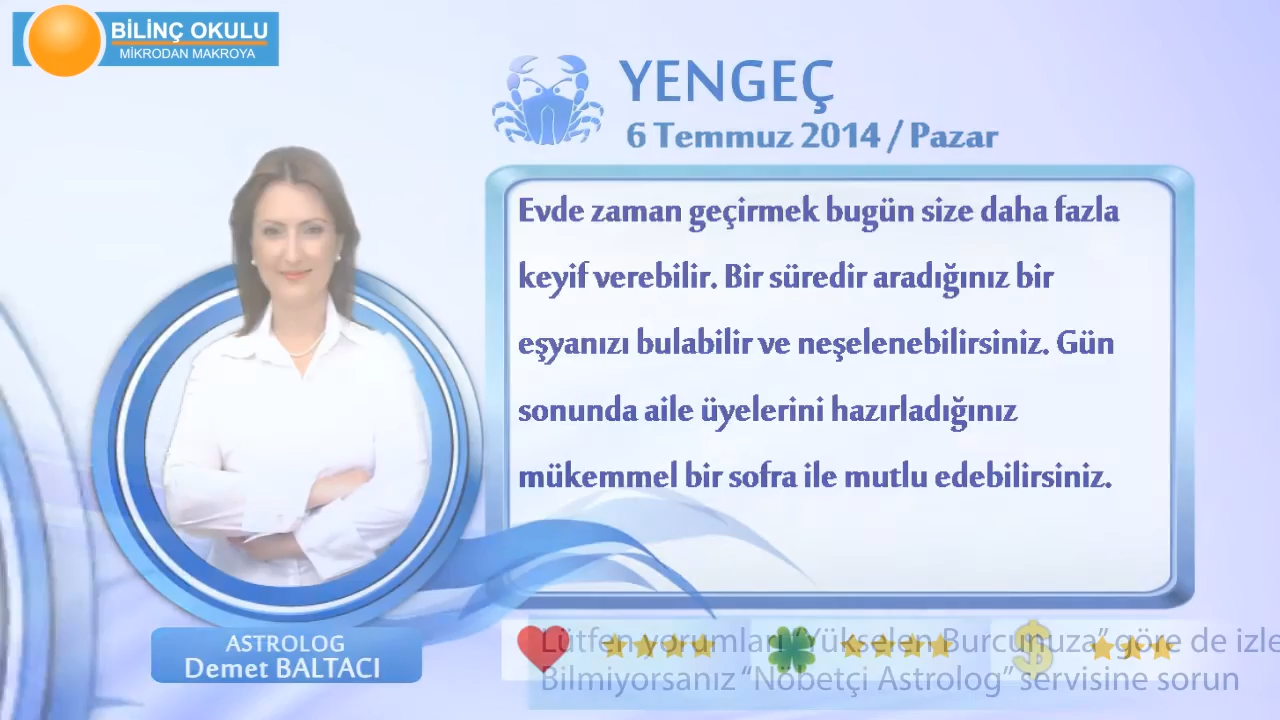 BİLİNÇ OKULU
MİKRODAN MAKROYA
YENGEÇ
6 Temmuz 2014 / Pazar
Evde zaman geçirmek bugün size daha fazla
keyif verebilir. Bir süredir aradığınız bir
eşyanızı bulabilir ve neşelenebilirsiniz. Gün
sonunda aile üyelerini hazırladığınız
mükemmel bir sofra ile mutlu edebilirsiniz.
ASTROLOG
Demet BALTACI
Lütfen yorumları "Yükselen Burcunuza" göre de izle
Bilmiyorsanız "Nöbetçi Astrolog" servisine sorun